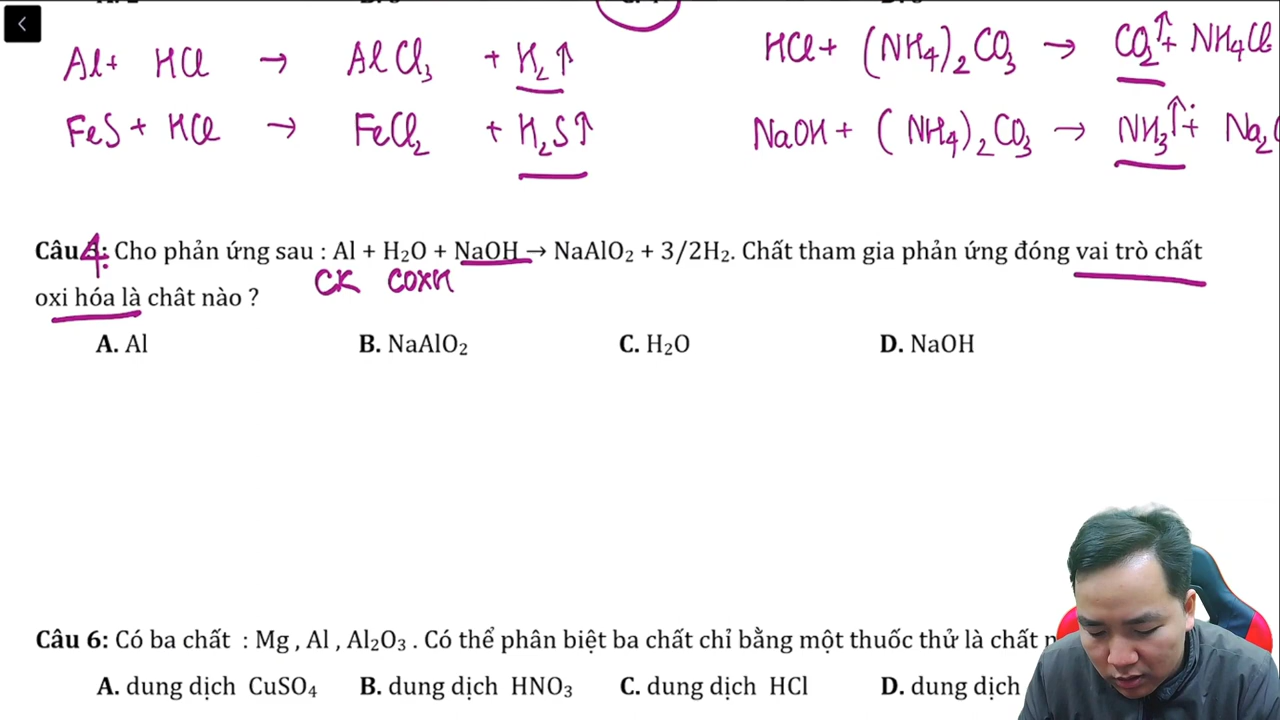 Al + HCl → AlCl₃ + H₂↑
HCl + (NH₄)₂CO₃ → CO₂↑ + NH₄Cl
FeS + HCl → FeCl₂ + H₂S↑
NaOH + (NH₄)₂CO₃ → NH₃↑ + Na₂
Câu 4: Cho phản ứng sau : Al + H₂O + NaOH → NaAlO₂ + 3/2H₂. Chất tham gia phản ứng đóng vai trò chất
CK COXH
oxi hóa là chât nào ?
A. Al B. NaAlO₂ C. H₂O D. NaOH
Câu 6: Có ba chất : Mg , Al , Al₂O₃ . Có thể phân biệt ba chất chỉ bằng một thuốc thử là chất
A. dung dịch CuSO₄ B. dung dịch HNO₃ C. dung dịch HCl D. dung dịch